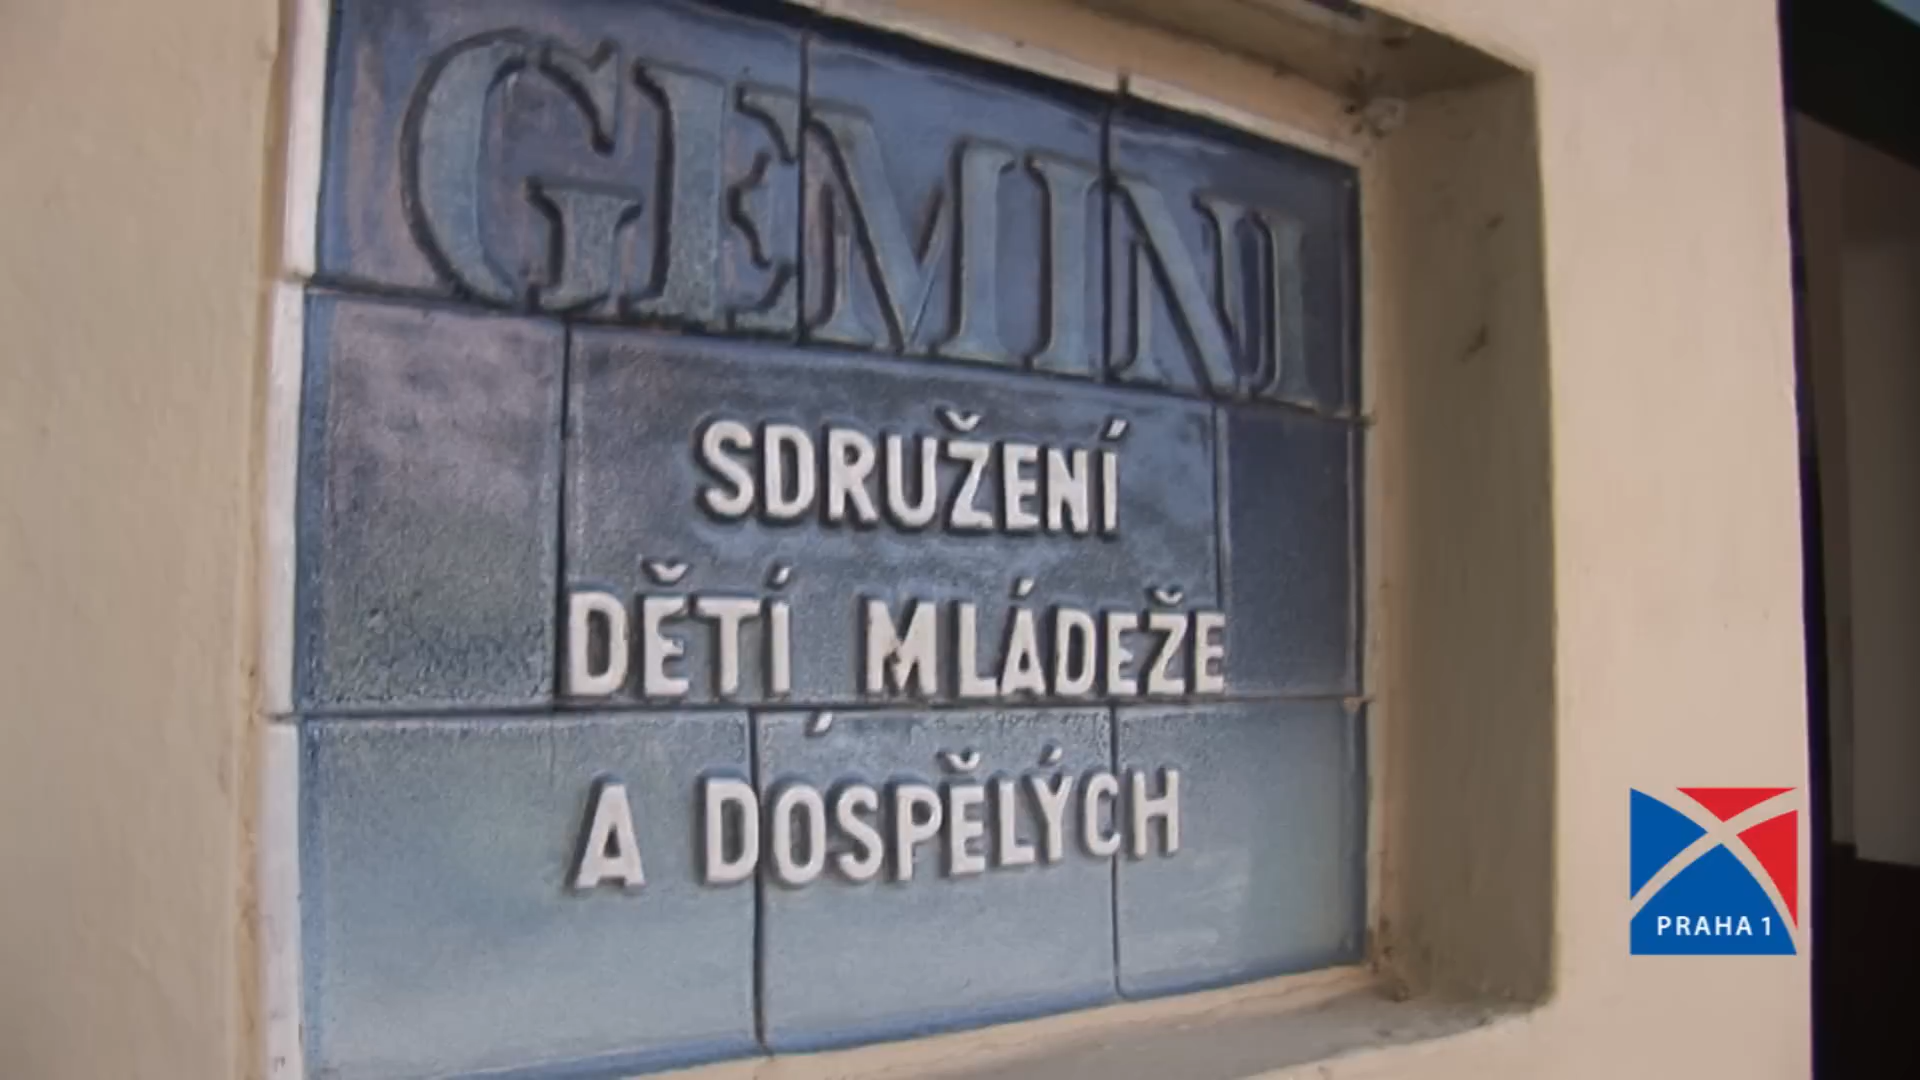 GEMINI
SDRUŽENÍ
DĚTÍ MLÁDEŽE
A DOSPĚLÝCH
PRAHA 1